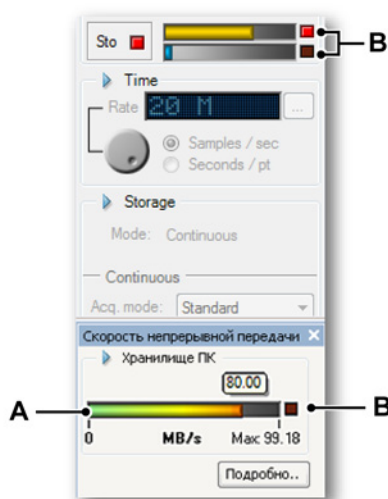 Sto
B
Time
Rate 20 M ...
Samples / sec
Seconds / pt
Storage
Mode: Continuous
Continuous
Acq. mode: Standard
Скорость непрерывной передачи
Хранилище ПК
80.00
A B
0 MB/s Max: 99.18
Подробно..